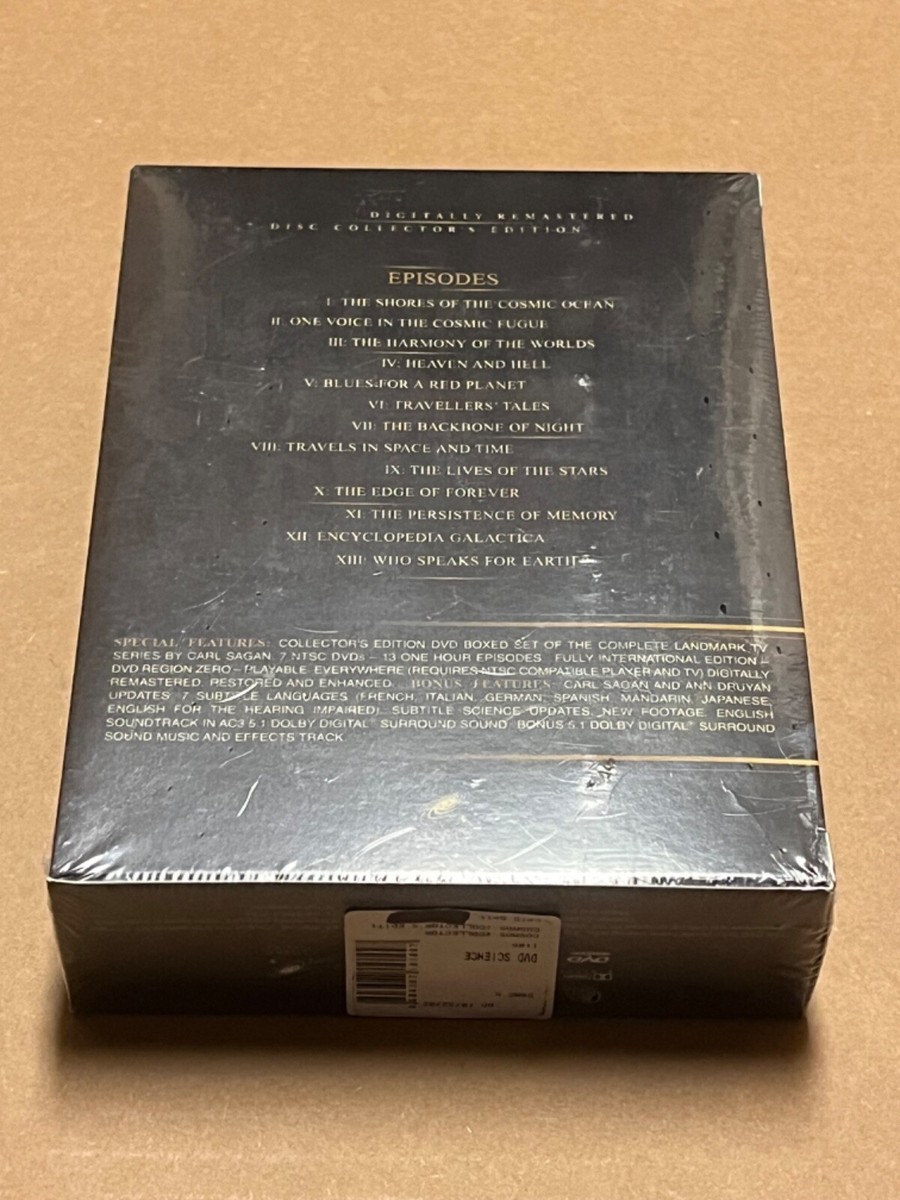 DIGITALLY REMASTERED
DISC COLLECTOR'S EDITION
EPISODES
I: THE SHORES OF THE COSMIC OCEAN
II: ONE VOICE IN THE COSMIC FUGUE
III: THE HARMONY OF THE WORLDS
IV: HEAVEN AND HELL
V: BLUES FOR A RED PLANET
VI: TRAVELLERS' TALES
VII: THE BACKBONE OF NIGHT
VIII: TRAVELS IN SPACE AND TIME
IX: THE LIVES OF THE STARS
X: THE EDGE OF FOREVER
XI: THE PERSISTENCE OF MEMORY
XII: ENCYCLOPEDIA GALACTICA
XIII: WHO SPEAKS FOR EARTH?
SPECIAL FEATURES: COLLECTOR'S EDITION DVD BOXED SET OF THE COMPLETE LANDMARK TV
SERIES BY CARL SAGAN. 7 NTSC DVDs – 13 ONE HOUR EPISODES. FULLY INTERNATIONAL EDITION –
DVD REGION ZERO – PLAYABLE EVERYWHERE (REQUIRES NTSC COMPATIBLE PLAYER AND TV) DIGITALLY
REMASTERED, RESTORED AND ENHANCED. BONUS FEATURES: CARL SAGAN AND ANN DRUYAN
UPDATES. 7 SUBTITLE LANGUAGES (FRENCH, ITALIAN, GERMAN, SPANISH, MANDARIN, JAPANESE,
ENGLISH FOR THE HEARING IMPAIRED). SUBTITLE SCIENCE UPDATES. NEW FOOTAGE. ENGLISH
SOUNDTRACK IN AC3 5.1 DOLBY DIGITAL® SURROUND SOUND. BONUS 5.1 DOLBY DIGITAL® SURROUND
SOUND MUSIC AND EFFECTS TRACK.
DVD SCIENCE
DVD